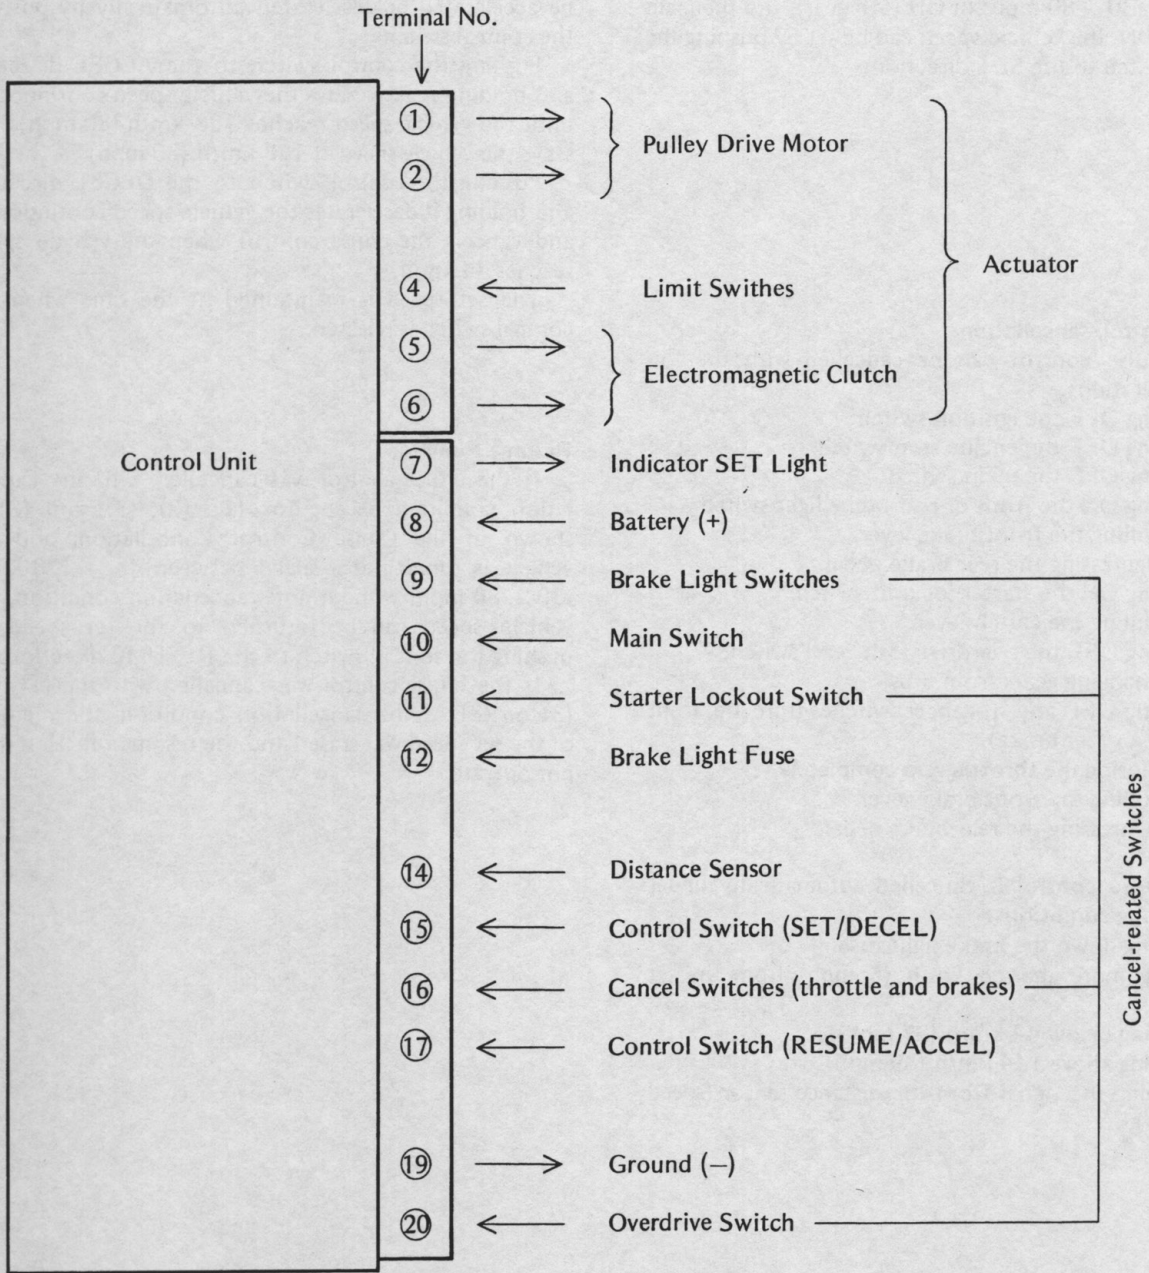 Terminal No.
① Pulley Drive Motor
②
④ Limit Swithes
Actuator
⑤ Electromagnetic Clutch
⑥
Control Unit
⑦ Indicator SET Light
⑧ Battery (+)
⑨ Brake Light Switches
⑩ Main Switch
⑪ Starter Lockout Switch
⑫ Brake Light Fuse
⑭ Distance Sensor
⑮ Control Switch (SET/DECEL)
⑯ Cancel Switches (throttle and brakes)
⑰ Control Switch (RESUME/ACCEL)
⑲ Ground (−)
⑳ Overdrive Switch
Cancel-related Switches